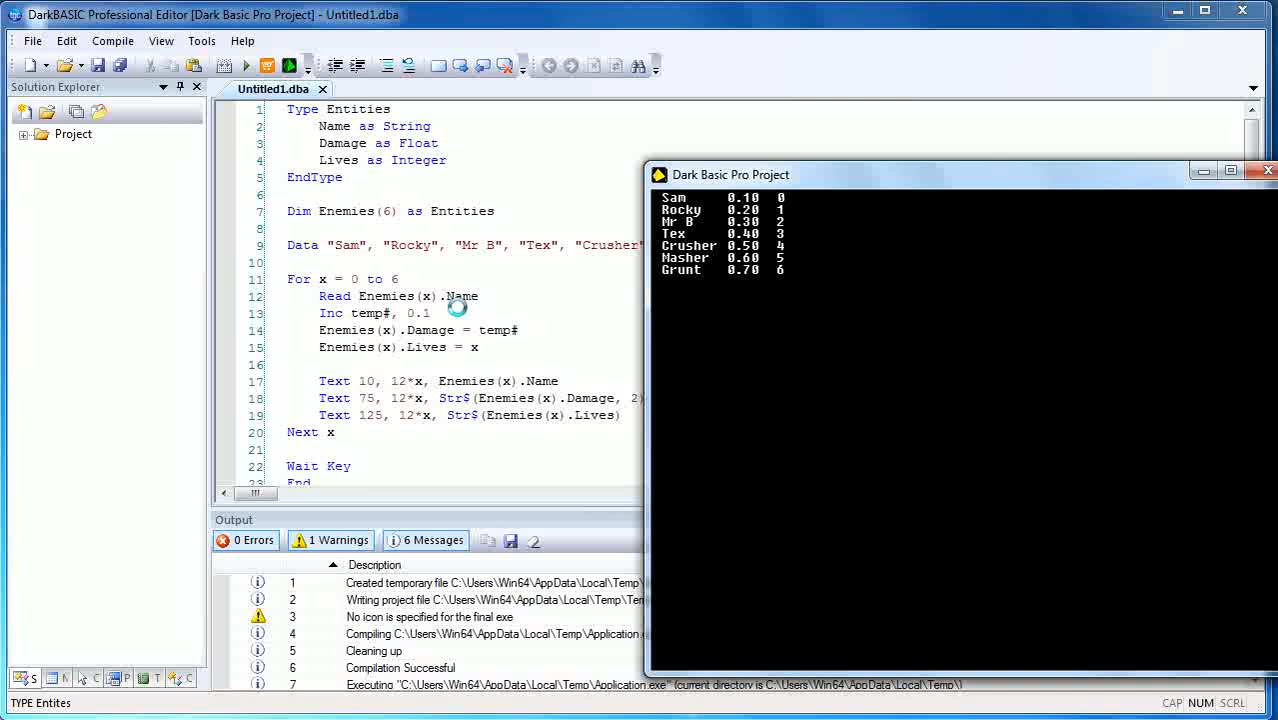 DarkBASIC Professional Editor [Dark Basic Pro Project] - Untitled1.dba
File Edit Compile View Tools Help
Solution Explorer
Untitled1.dba
Project
1 Type Entities
2 Name as String
3 Damage as Float
4 Lives as Integer
5 EndType
6
7 Dim Enemies(6) as Entities
8
9 Data "Sam", "Rocky", "Mr B", "Tex", "Crusher"
10
11 For x = 0 to 6
12 Read Enemies(x).Name
13 Inc temp#, 0.1
14 Enemies(x).Damage = temp#
15 Enemies(x).Lives = x
16
17 Text 10, 12*x, Enemies(x).Name
18 Text 75, 12*x, Str$(Enemies(x).Damage, 2)
19 Text 125, 12*x, Str$(Enemies(x).Lives)
20 Next x
21
22 Wait Key
23 End
Dark Basic Pro Project
Sam 0.10 0
Rocky 0.20 1
Mr B 0.30 2
Tex 0.40 3
Crusher 0.50 4
Masher 0.60 5
Grunt 0.70 6
Output
0 Errors 1 Warnings 6 Messages
Description
1 Created temporary file C:\Users\Win64\AppData\Local\Temp\
2 Writing project file C:\Users\Win64\AppData\Local\Temp\Tem
3 No icon is specified for the final exe
4 Compiling C:\Users\Win64\AppData\Local\Temp\Application.e
5 Cleaning up
6 Compilation Successful
7 Executing "C:\Users\Win64\AppData\Local\Temp\Application.exe" (current directory is C:\Users\Win64\AppData\Local\Temp\)
S M C P T C
TYPE Entites
CAP NUM SCRL